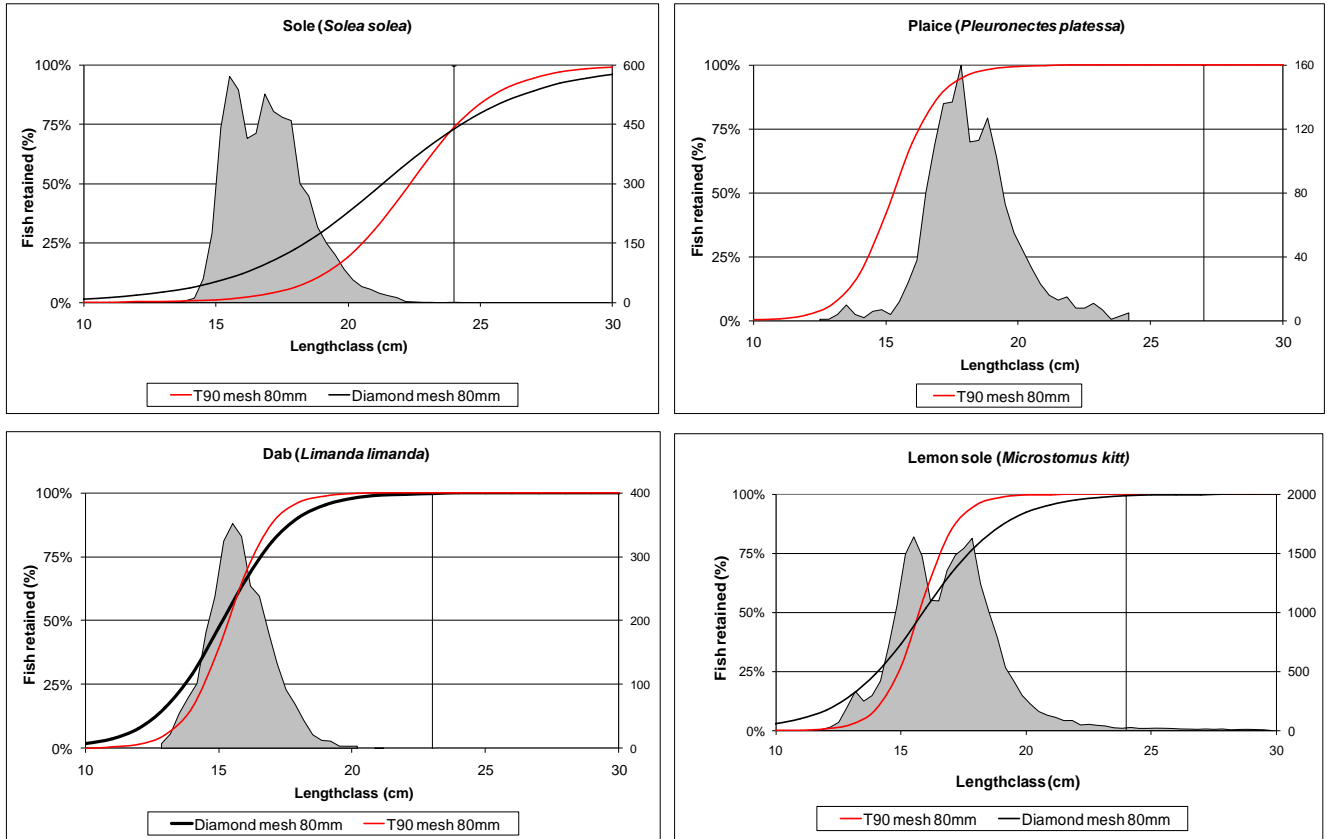 Sole (Solea solea)
100% 600
75% 450
50% 300
25% 150
0% 0
10 15 20 25 30
Fish retained (%)
Lengthclass (cm)
T90 mesh 80mm Diamond mesh 80mm
Plaice (Pleuronectes platessa)
100% 160
75% 120
50% 80
25% 40
0% 0
10 15 20 25 30
Fish retained (%)
Lengthclass (cm)
T90 mesh 80mm
Dab (Limanda limanda)
100% 400
75% 300
50% 200
25% 100
0% 0
10 15 20 25 30
Fish retained (%)
Lengthclass (cm)
Diamond mesh 80mm T90 mesh 80mm
Lemon sole (Microstomus kitt)
100% 2000
75% 1500
50% 1000
25% 500
0% 0
10 15 20 25 30
Fish retained (%)
Lengthclass (cm)
T90 mesh 80mm Diamond mesh 80mm